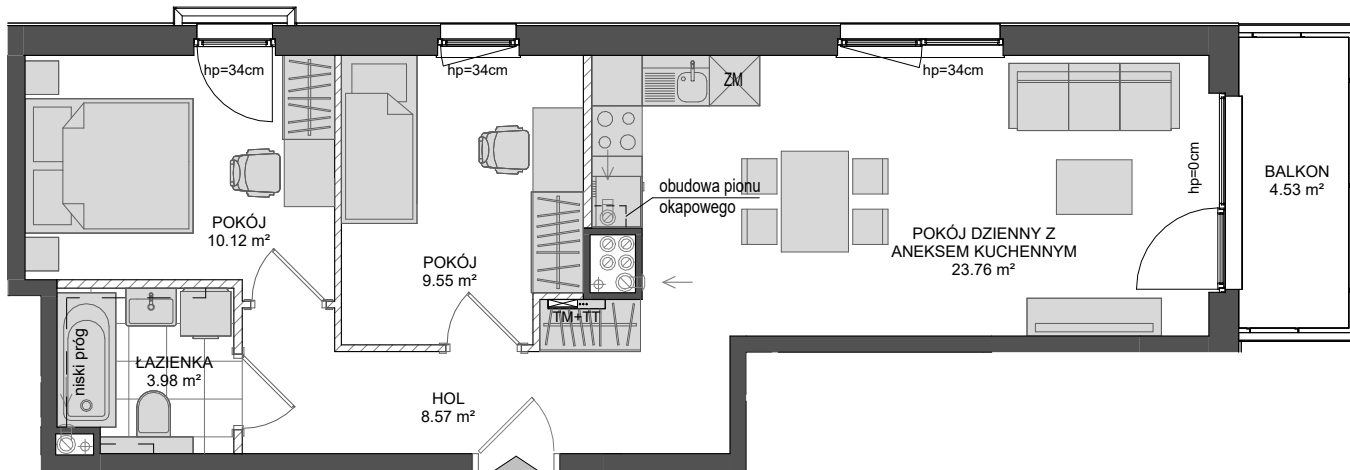 hp=34cm
hp=34cm
hp=34cm
ZM
hp=0cm
BALKON
4.53 m²
obudowa pionu
okapowego
POKÓJ
10.12 m²
POKÓJ
9.55 m²
POKÓJ DZIENNY Z
ANEKSEM KUCHENNYM
23.76 m²
TM+TT
niski próg
ŁAZIENKA
3.98 m²
HOL
8.57 m²